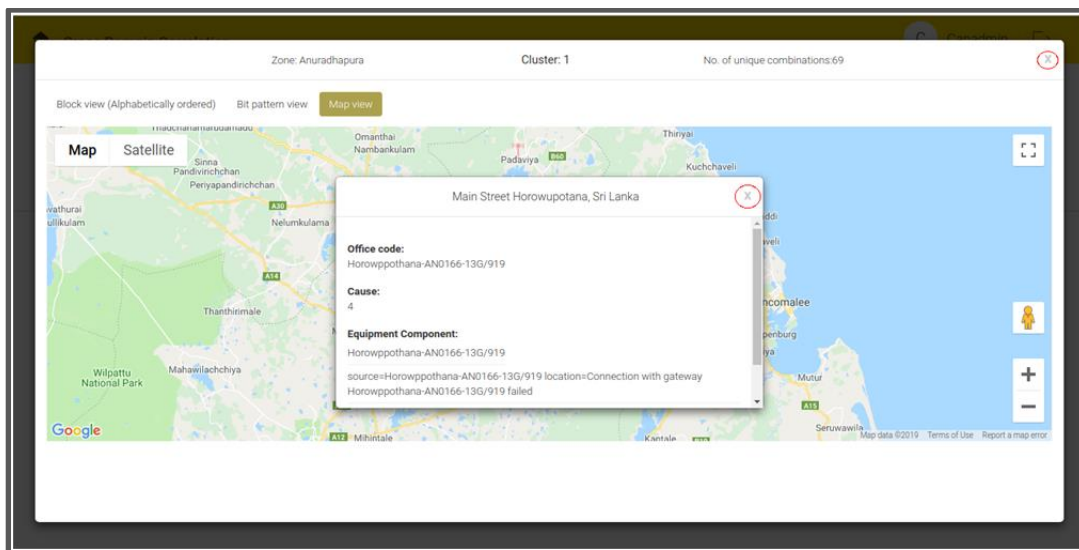 Zone: Anuradhapura Cluster: 1 No. of unique combinations:69 X
Block view (Alphabetically ordered) Bit pattern view Map view
Map Satellite
Omanthai
Nambankulam
Thiriyai
Padaviya B60
Kuchchaveli
Sinna
Pandivirichchan
Periyapandirichchan
A30
Nelumkulama
A14
Thanthirimale
Wilpattu
National Park
Mahawilachchiya
Main Street Horowupotana, Sri Lanka X
Office code:
Horowppothana-AN0166-13G/919
Cause:
4
Equipment Component:
Horowppothana-AN0166-13G/919
source=Horowppothana-AN0166-13G/919 location=Connection with gateway
Horowppothana-AN0166-13G/919 failed
ncomalee
Mutur
A15
Seruwawila
Google
A12 Mihintale
Kantale
Map data ©2019 Terms of Use Report a map error